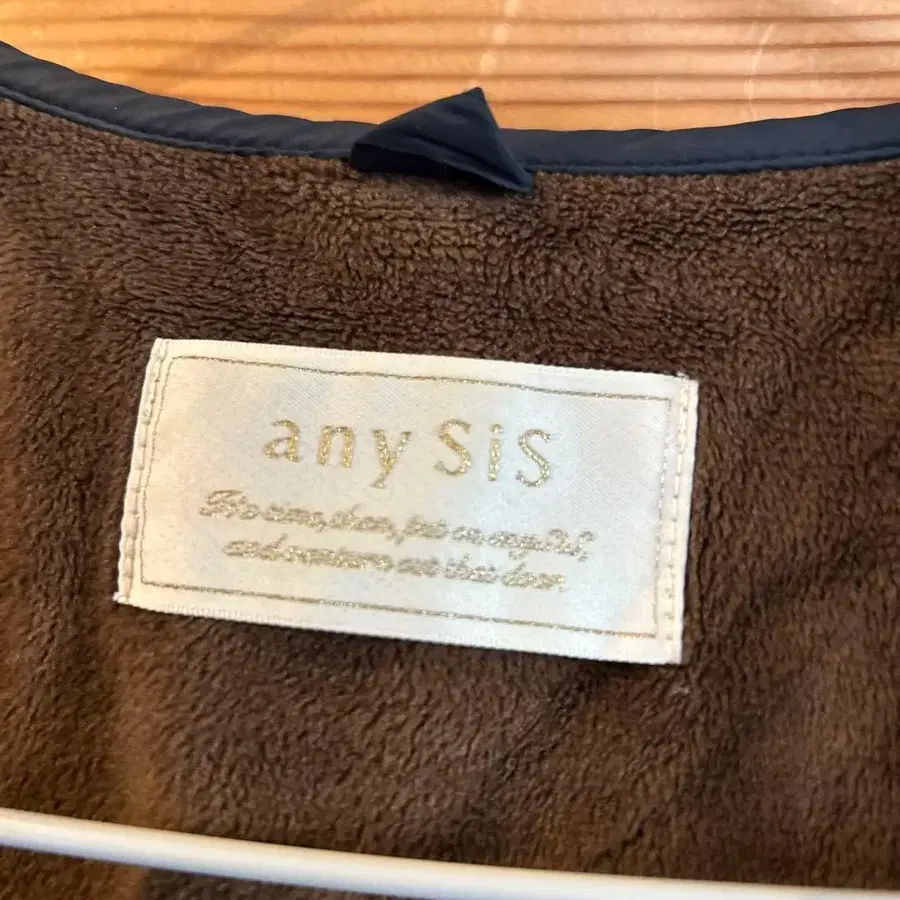 any SiS
It's time, then, put on anySiS,
and venture out that door.